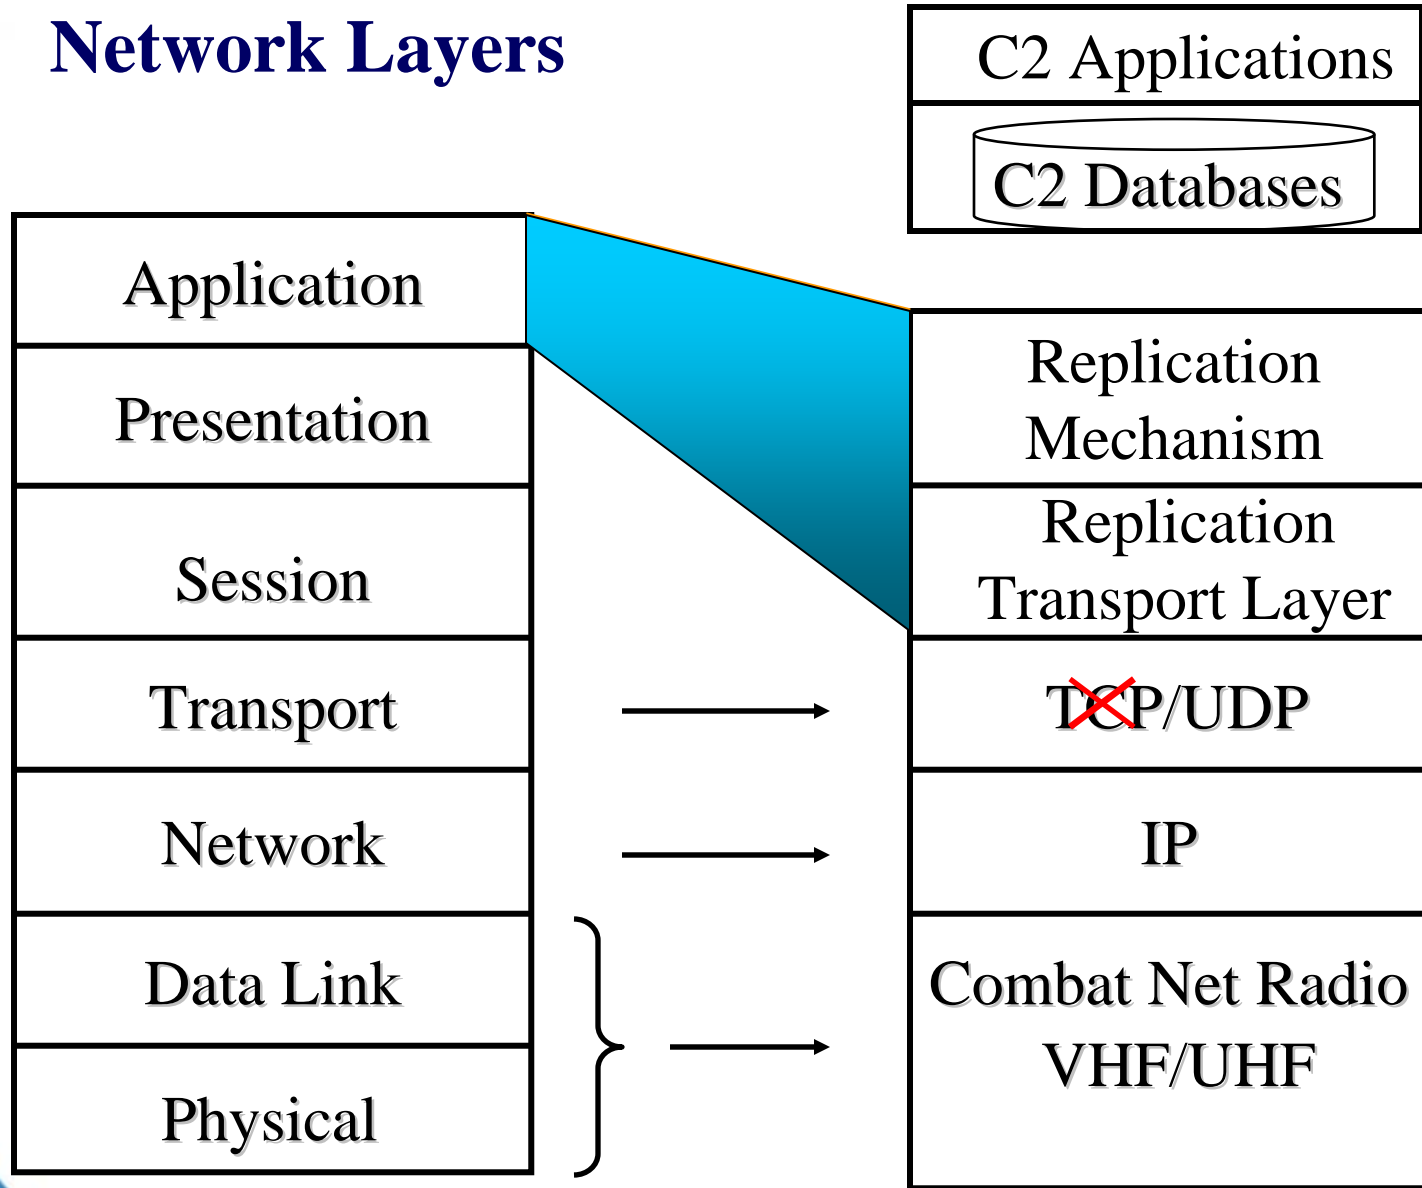 Network Layers
C2 Applications
C2 Databases
Application
Presentation
Session
Transport
Network
Data Link
Physical
Replication
Mechanism
Replication
Transport Layer
TCP/UDP
IP
Combat Net Radio
VHF/UHF